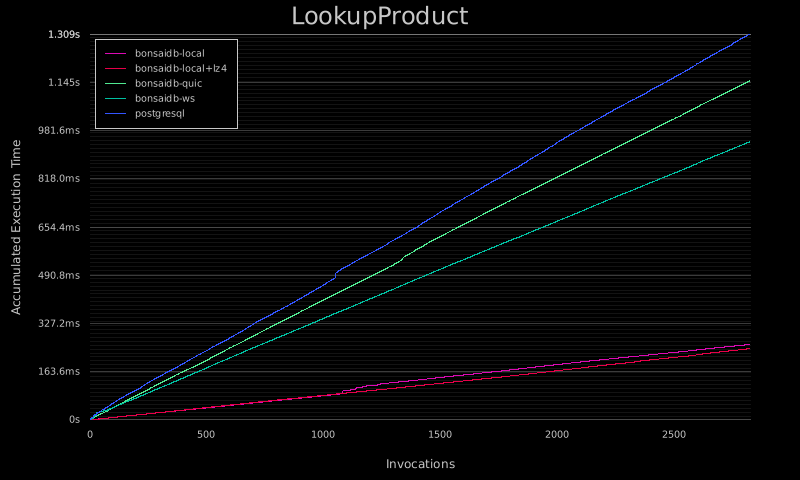 LookupProduct
1.309s
bonsaidb-local
bonsaidb-local+lz4
bonsaidb-quic
bonsaidb-ws
postgresql
1.145s
981.6ms
818.0ms
654.4ms
490.8ms
327.2ms
163.6ms
0s
Accumulated Execution Time
0 500 1000 1500 2000 2500
Invocations